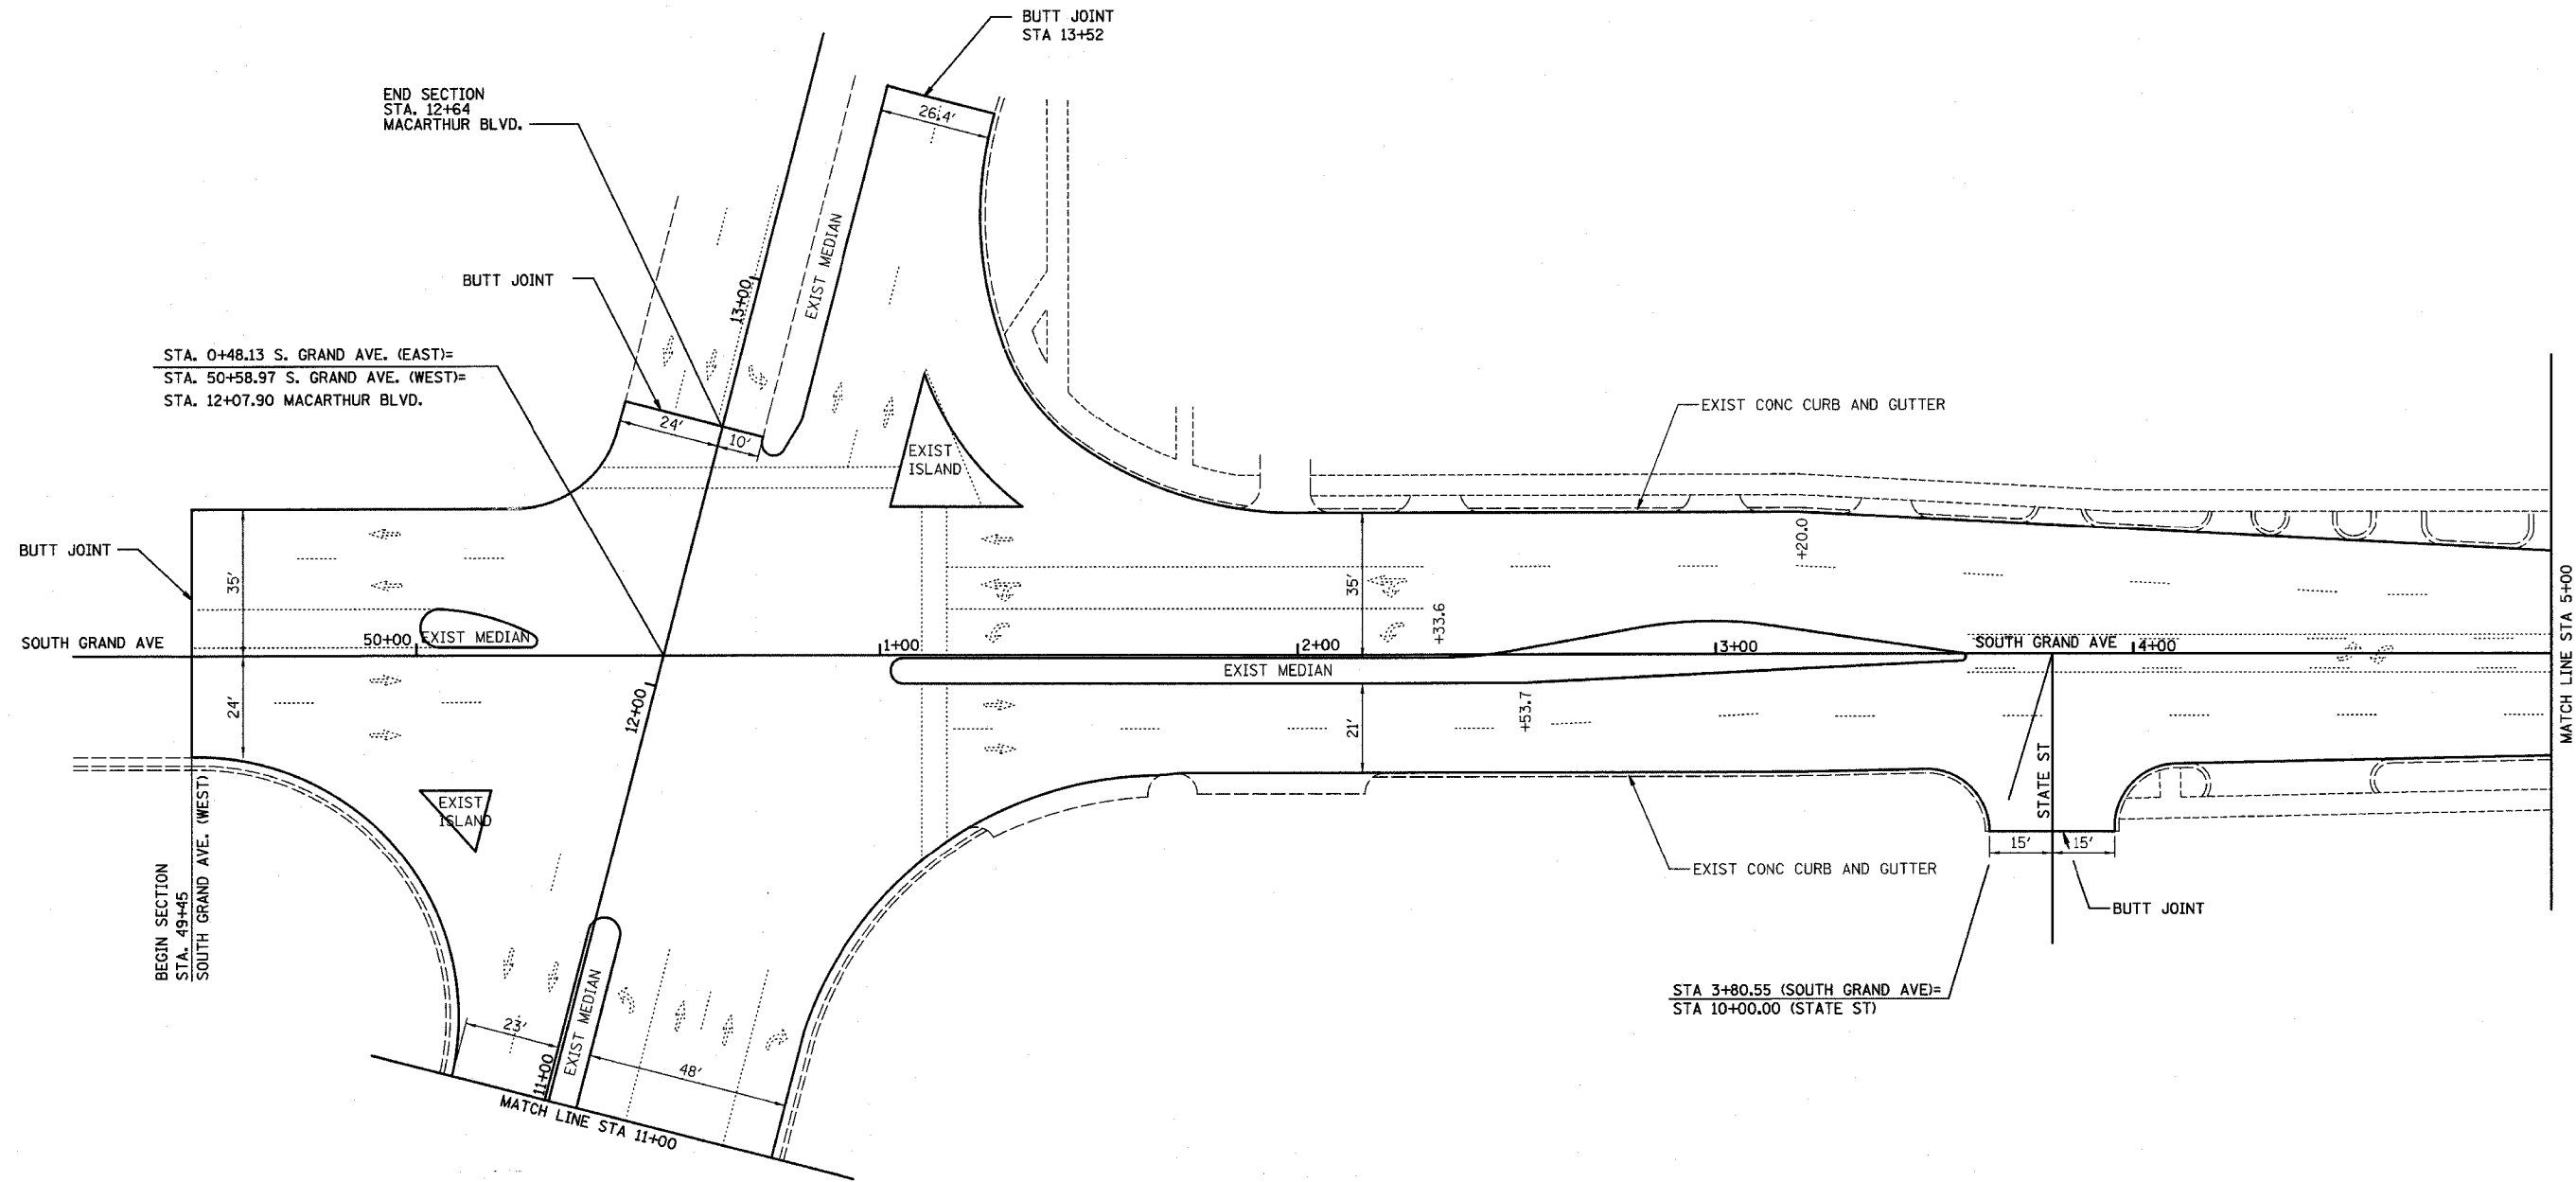 BUTT JOINT
STA 13+52
END SECTION
STA. 12+64
MACARTHUR BLVD.
26.4'
EXIST MEDIAN
13+00
BUTT JOINT
STA. 0+48.13 S. GRAND AVE. (EAST)=
STA. 50+58.97 S. GRAND AVE. (WEST)=
STA. 12+07.90 MACARTHUR BLVD.
24'
10'
EXIST
ISLAND
EXIST CONC CURB AND GUTTER
BUTT JOINT
35'
35'
+20.0
+33.6
SOUTH GRAND AVE
50+00
EXIST MEDIAN
1+00
2+00
3+00
SOUTH GRAND AVE
4+00
MATCH LINE STA 5+00
EXIST MEDIAN
12+00
24'
21'
+53.7
STATE ST
EXIST
ISLAND
15'
15'
EXIST CONC CURB AND GUTTER
BUTT JOINT
BEGIN SECTION
STA. 49+45
SOUTH GRAND AVE. (WEST)
STA 3+80.55 (SOUTH GRAND AVE)=
STA 10+00.00 (STATE ST)
23'
11+00
EXIST MEDIAN
48'
MATCH LINE STA 11+00